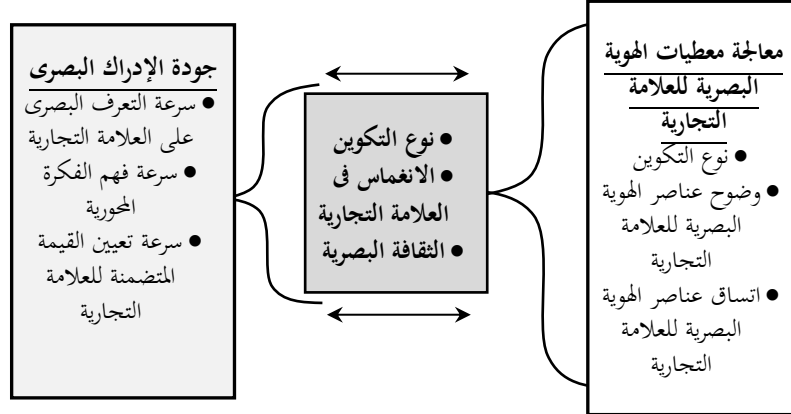 معالجة معطيات الهوية
البصرية للعلامة
التجارية
● نوع التكوين
● وضوح عناصر الهوية
البصرية للعلامة
التجارية
● اتساق عناصر الهوية
البصرية للعلامة
التجارية
● نوع التكوين
● الانغماس فى
العلامة التجارية
● الثقافة البصرية
جودة الإدراك البصرى
● سرعة التعرف البصرى
على العلامة التجارية
● سرعة فهم الفكرة
المحورية
● سرعة تعيين القيمة
المتضمنة للعلامة
التجارية